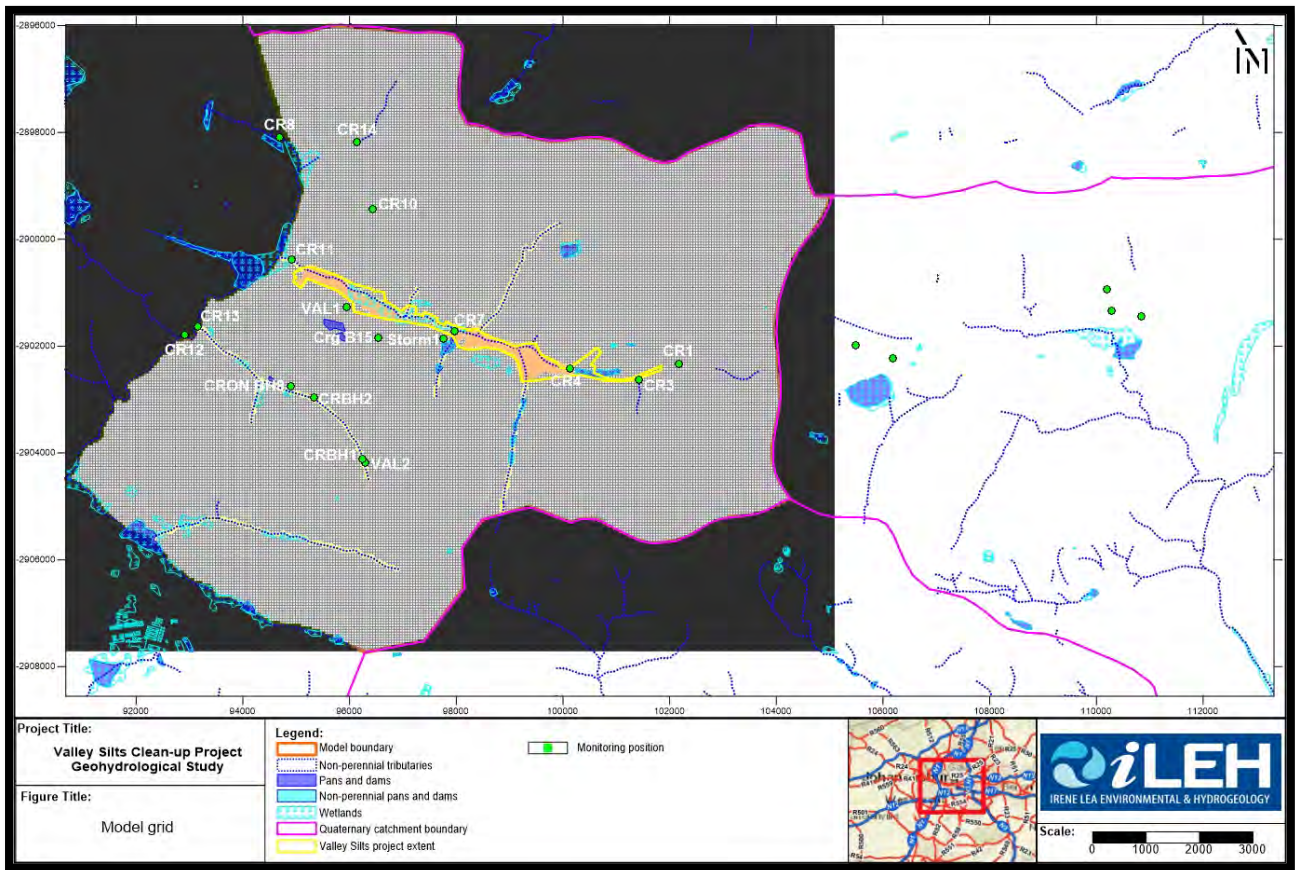 -2896000
N
-2898000
CR8
CR14
CR10
-2900000
CR11
VAL1
CR7
CR13
Crg B15
Storm1
-2902000
CR12
CR1
CR4
CR3
CRBH2
CRBH1
VAL2
-2904000
-2906000
-2908000
92000
94000
96000
98000
100000
102000
104000
106000
108000
110000
112000
Project Title:
Valley Silts Clean-up Project
Geohydrological Study
Figure Title:
Model grid
Legend:
Model boundary
Non-perennial tributaries
Pans and dams
Non-perennial pans and dams
Wetlands
Quaternary catchment boundary
Valley Silts project extent
Monitoring position
iLEH
IRENE LEA ENVIRONMENTAL & HYDROGEOLOGY
Scale:
0 1000 2000 3000